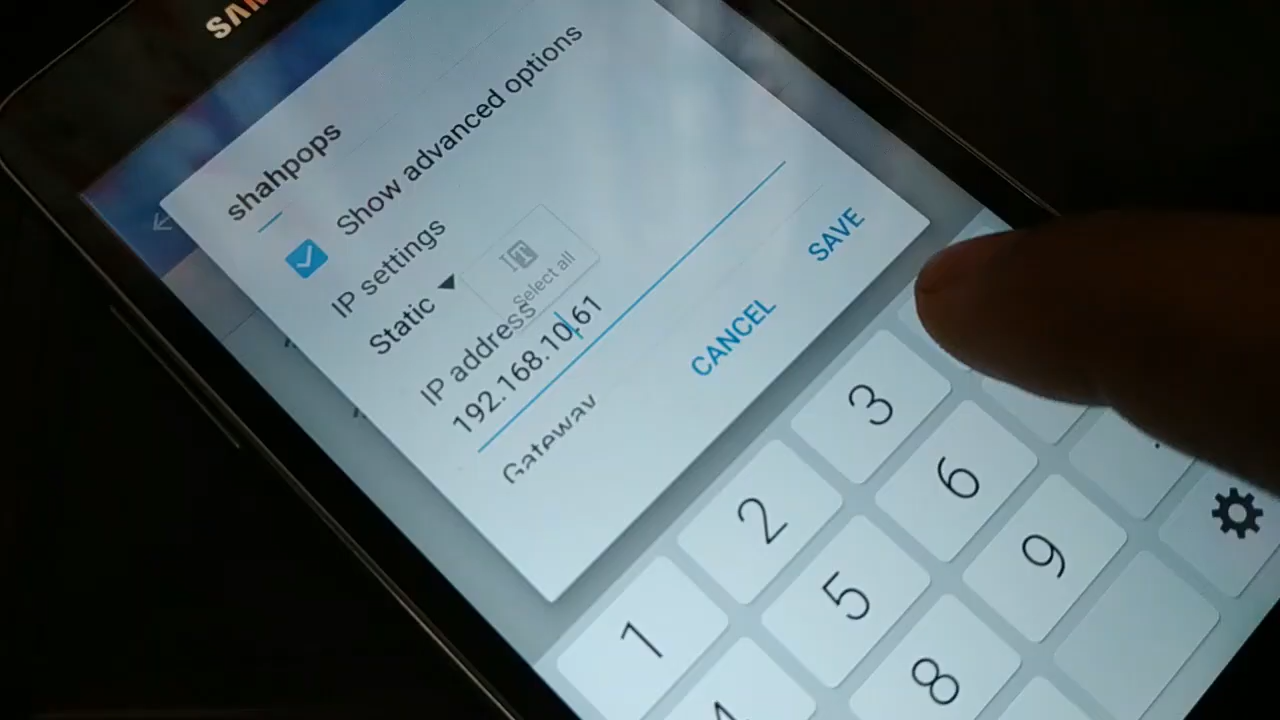 SAM
shahpops
Show advanced options
IP settings
Static
Select all
IP address
192.168.10.61
Gateway
CANCEL
SAVE
1
2
3
4
5
6
8
9